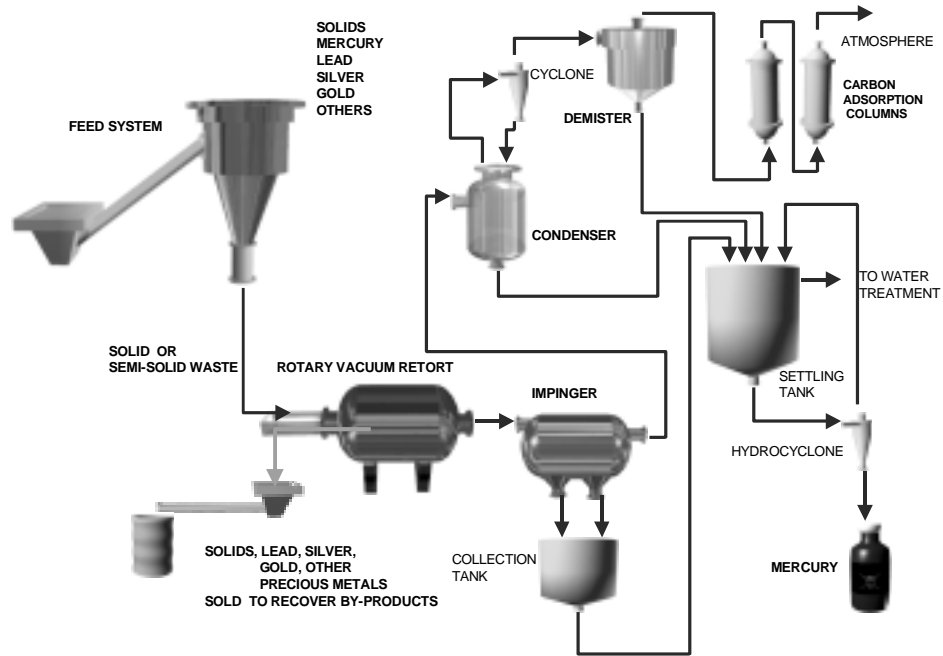 SOLIDS
MERCURY
LEAD
SILVER
GOLD
OTHERS
FEED SYSTEM
CYCLONE
DEMISTER
ATMOSPHERE
CARBON
ADSORPTION
COLUMNS
CONDENSER
TO WATER
TREATMENT
SOLID OR
SEMI-SOLID WASTE
ROTARY VACUUM RETORT
IMPINGER
SETTLING
TANK
HYDROCYCLONE
SOLIDS, LEAD, SILVER,
GOLD, OTHER
PRECIOUS METALS
SOLD TO RECOVER BY-PRODUCTS
COLLECTION
TANK
MERCURY